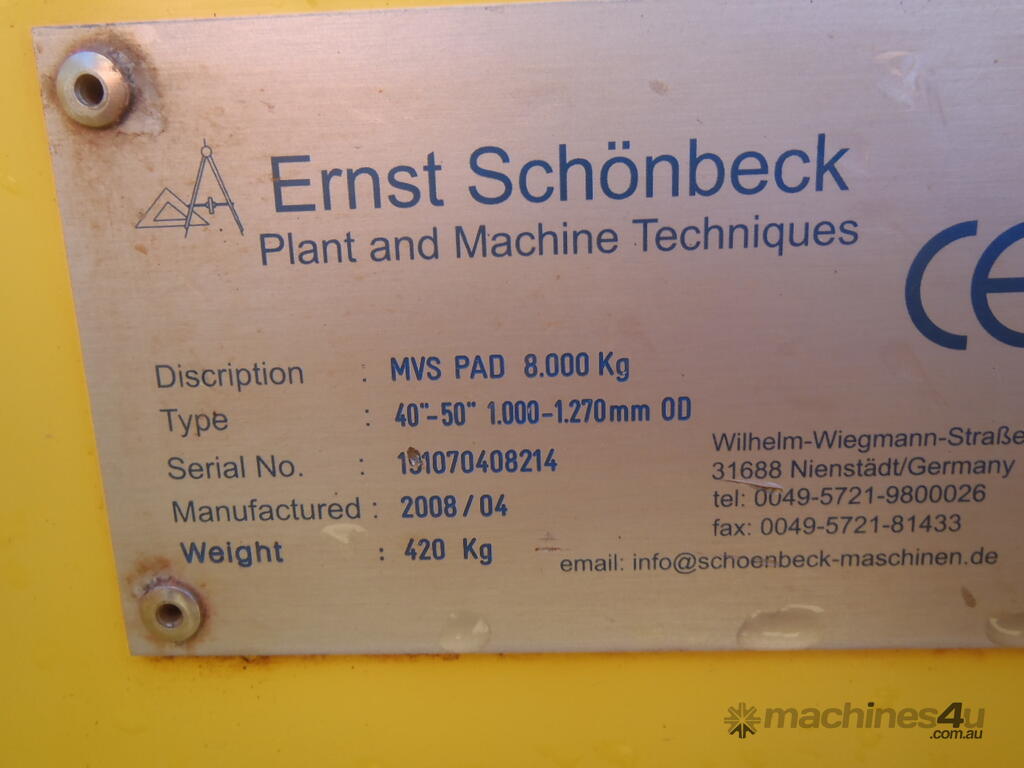 Ernst Schönbeck
Plant and Machine Techniques
CE
Discription : MVS PAD 8.000 Kg
Type : 40"-50" 1.000-1.270mm OD
Serial No. : 191070408214
Manufactured : 2008/04
Weight : 420 Kg
Wilhelm-Wiegmann-Straße
31688 Nienstädt/Germany
tel: 0049-5721-9800026
fax: 0049-5721-81433
email: info@schoenbeck-maschinen.de
machines4u
.com.au